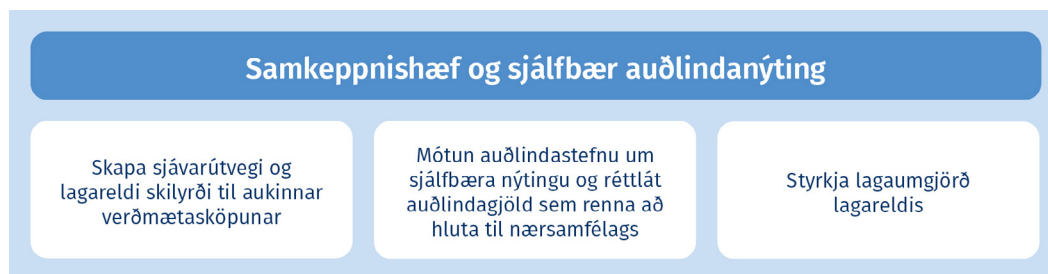 Samkeppnishæf og sjálfbær auðlindanýting
Skapa sjávarútvegi og
lagareldi skilyrði til aukinnar
verðmætasköpunar
Mótun auðlindastefnu um
sjálfbæra nýtingu og réttlát
auðlindagjöld sem renna að
hluta til nærsamfélags
Styrkja lagaumgjörð
lagareldis